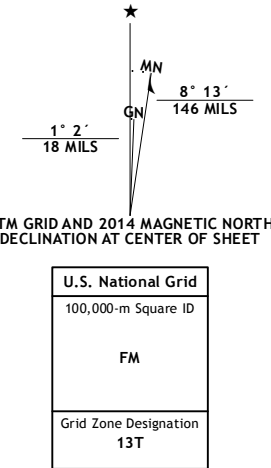 ★
MN
GN
8° 13´
146 MILS
1° 2´
18 MILS
TM GRID AND 2014 MAGNETIC NORTH
DECLINATION AT CENTER OF SHEET
U.S. National Grid
100,000-m Square ID
FM
Grid Zone Designation
13T